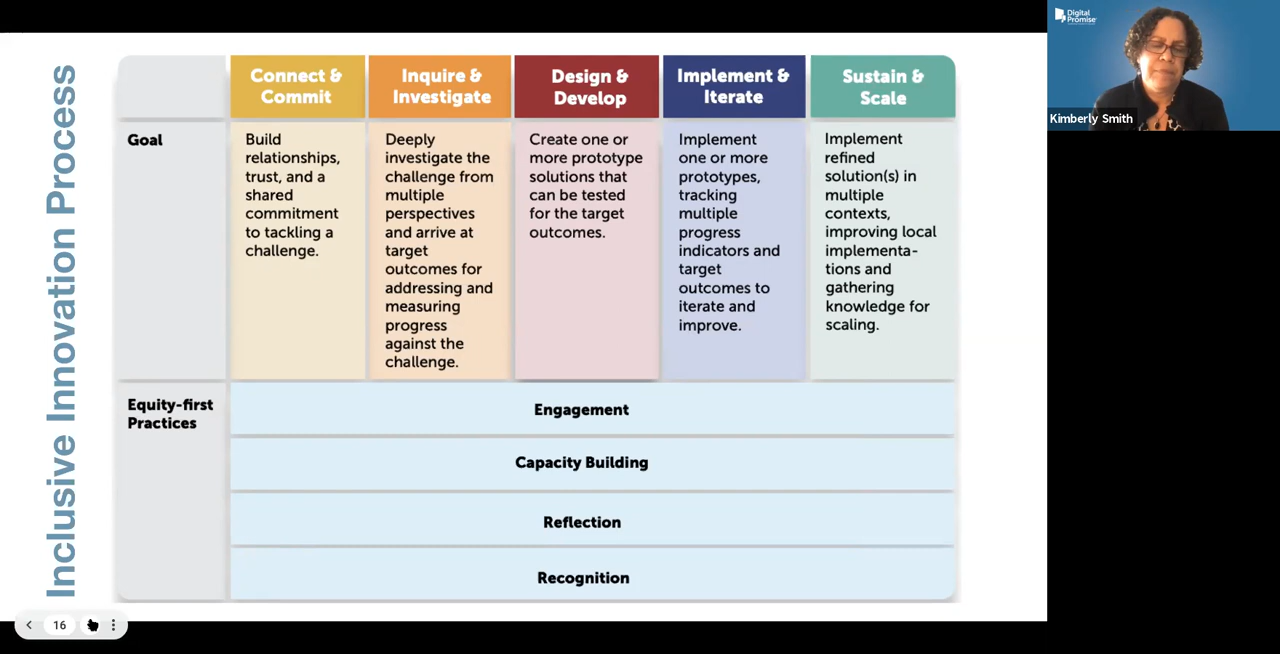 Inclusive Innovation Process
Connect &
Commit
Inquire &
Investigate
Design &
Develop
Implement &
Iterate
Sustain &
Scale
Goal
Build
relationships,
trust, and a
shared
commitment
to tackling a
challenge.
Deeply
investigate the
challenge from
multiple
perspectives
and arrive at
target
outcomes for
addressing and
measuring
progress
against the
challenge.
Create one or
more prototype
solutions that
can be tested
for the target
outcomes.
Implement
one or more
prototypes,
tracking
multiple
progress
indicators and
target
outcomes to
iterate and
improve.
Implement
refined
solution(s) in
multiple
contexts,
improving local
implementa-
tions and
gathering
knowledge for
scaling.
Equity-first
Practices
Engagement
Capacity Building
Reflection
Recognition
16
Digital
Promise
Kimberly Smith